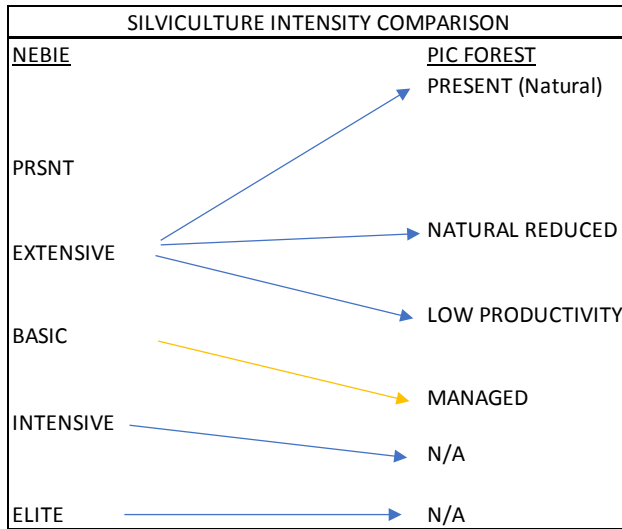 SILVICULTURE INTENSITY COMPARISON
NEBIE PIC FOREST
PRESENT (Natural)
PRSNT
NATURAL REDUCED
EXTENSIVE
LOW PRODUCTIVITY
BASIC
MANAGED
INTENSIVE
N/A
ELITE N/A